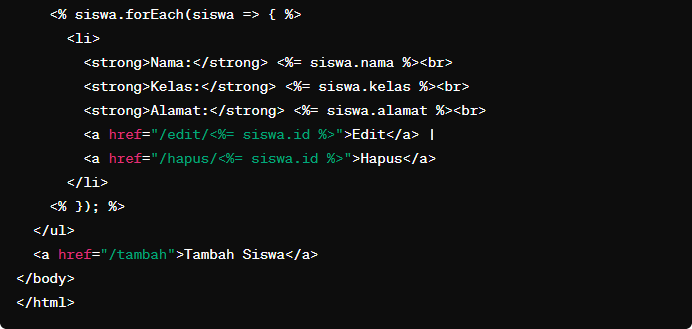 <% siswa.forEach(siswa => { %>
<li>
<strong>Nama:</strong> <%= siswa.nama %><br>
<strong>Kelas:</strong> <%= siswa.kelas %><br>
<strong>Alamat:</strong> <%= siswa.alamat %><br>
<a href="/edit/<%= siswa.id %>">Edit</a> |
<a href="/hapus/<%= siswa.id %>">Hapus</a>
</li>
<% }); %>
</ul>
<a href="/tambah">Tambah Siswa</a>
</body>
</html>